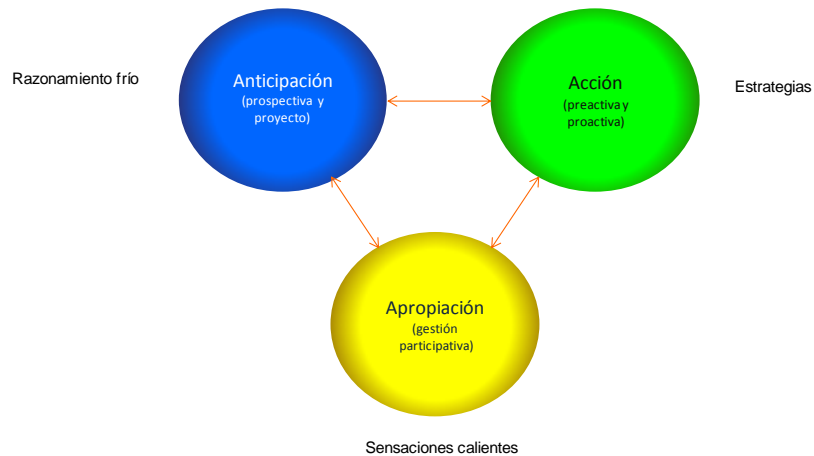 Razonamiento frío
Anticipación
(prospectiva y
proyecto)
Acción
(preactiva y
proactiva)
Estrategias
Apropiación
(gestión
participativa)
Sensaciones calientes